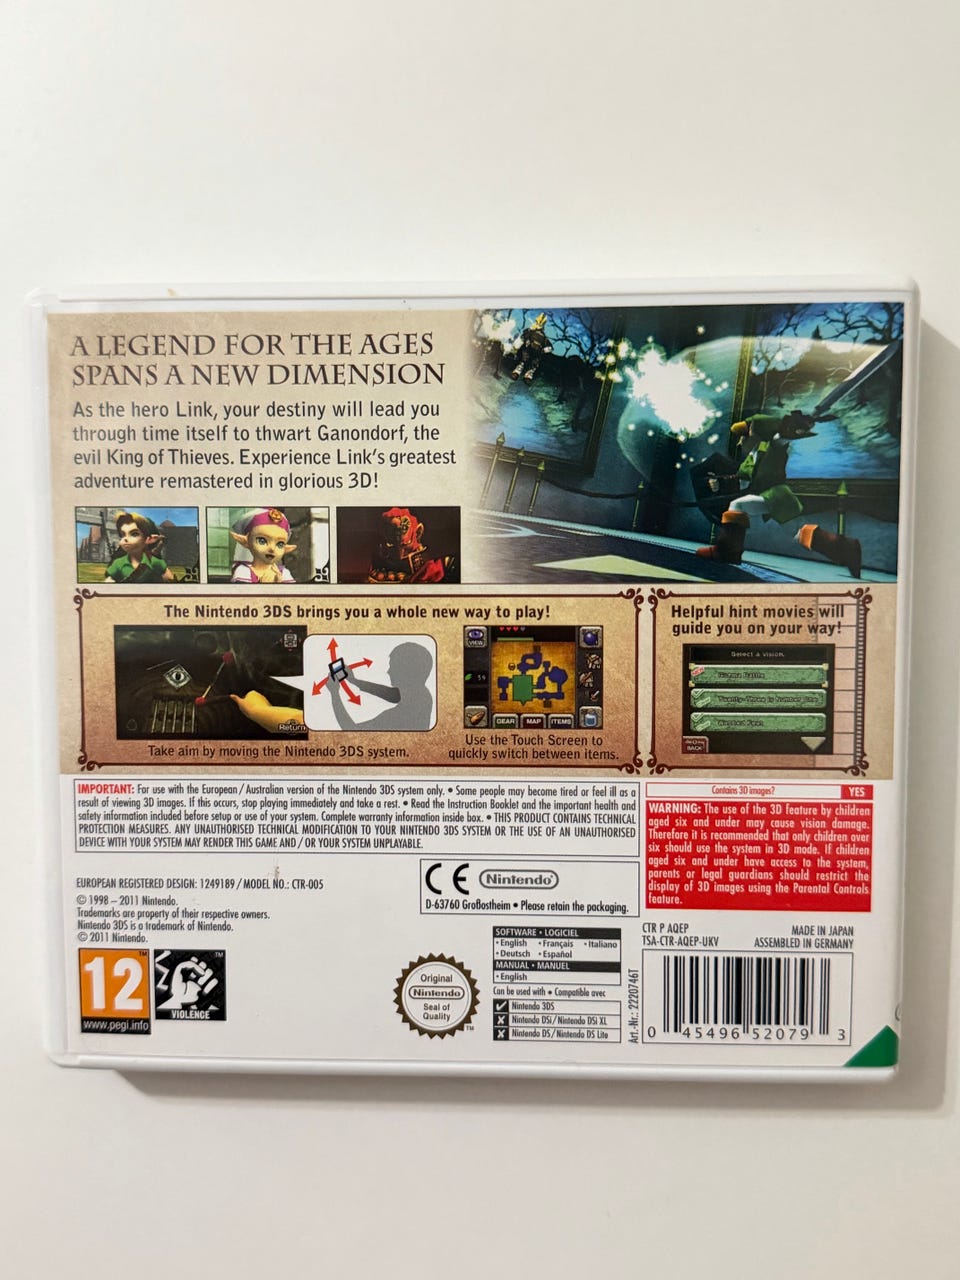 A LEGEND FOR THE AGES
SPANS A NEW DIMENSION
As the hero Link, your destiny will lead you
through time itself to thwart Ganondorf, the
evil King of Thieves. Experience Link's greatest
adventure remastered in glorious 3D!
The Nintendo 3DS brings you a whole new way to play!
Return
Take aim by moving the Nintendo 3DS system.
VIEW
59
GEAR MAP ITEMS
Use the Touch Screen to
quickly switch between items.
Helpful hint movies will
guide you on your way!
Select a vision.
BACK
IMPORTANT: For use with the European / Australian version of the Nintendo 3DS system only. • Some people may become tired or feel ill as a
result of viewing 3D images. If this occurs, stop playing immediately and take a rest. • Read the Instruction Booklet and the important health and
safety information included before setup or use of your system. Complete warranty information inside box. • THIS PRODUCT CONTAINS TECHNICAL
PROTECTION MEASURES. ANY UNAUTHORISED TECHNICAL MODIFICATION TO YOUR NINTENDO 3DS SYSTEM OR THE USE OF AN UNAUTHORISED
DEVICE WITH YOUR SYSTEM MAY RENDER THIS GAME AND / OR YOUR SYSTEM UNPLAYABLE.
Contains 3D images? YES
WARNING: The use of the 3D feature by children
aged six and under may cause vision damage.
Therefore it is recommended that only children over
six should use the system in 3D mode. If children
aged six and under have access to the system,
parents or legal guardians should restrict the
display of 3D images using the Parental Controls
feature.
EUROPEAN REGISTERED DESIGN: 1249189 / MODEL NO.: CTR-005
© 1998 – 2011 Nintendo.
Trademarks are property of their respective owners.
Nintendo 3DS is a trademark of Nintendo.
© 2011 Nintendo.
CE Nintendo®
D-63760 Großostheim • Please retain the packaging.
12
www.pegi.info
VIOLENCE
TM
TM
Original
Nintendo
Seal of
Quality
TM
SOFTWARE • LOGICIEL
• English • Français • Italiano
• Deutsch • Español
MANUAL • MANUEL
• English
Can be used with • Compatible avec
Nintendo 3DS
Nintendo DSi / Nintendo DSi XL
Nintendo DS / Nintendo DS Lite
Art.-Nr.: 2220746T
CTR P AQEP MADE IN JAPAN
TSA-CTR-AQEP-UKV ASSEMBLED IN GERMANY
0 45496 52079 3